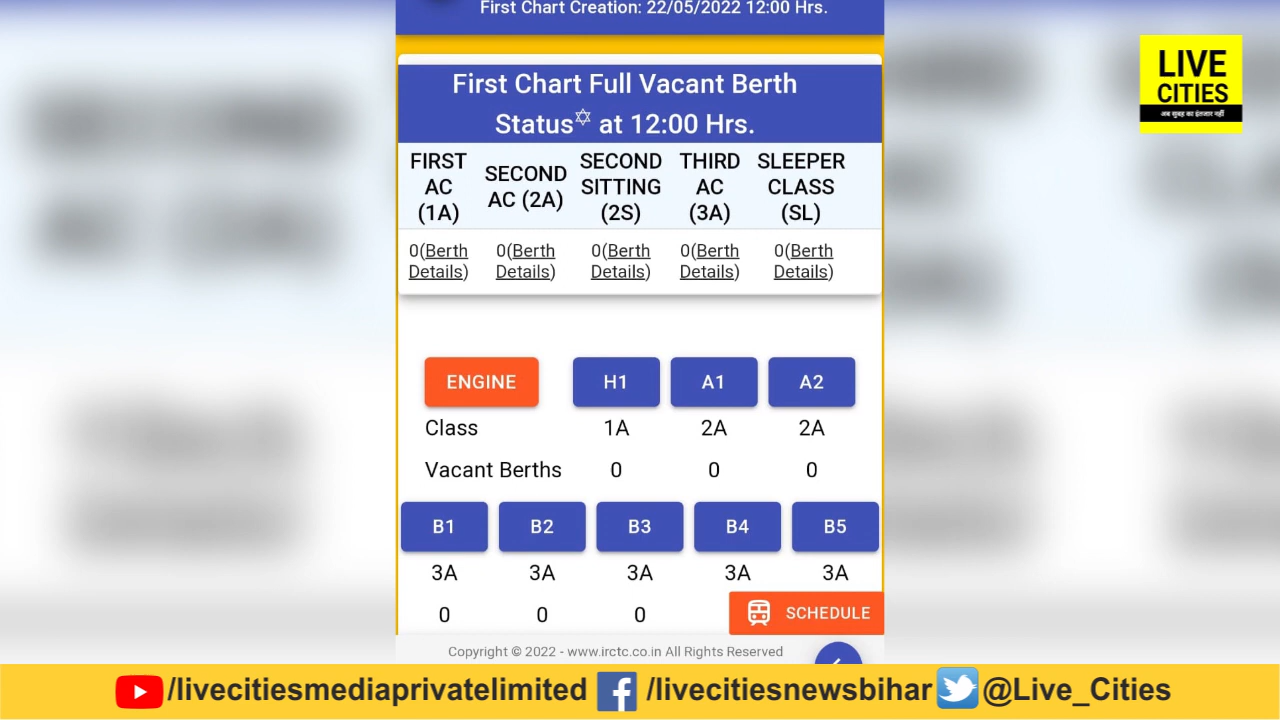 First Chart Creation: 22/05/2022 12:00 Hrs.
LIVE
CITIES
अब सुबह का इंतजार नहीं
First Chart Full Vacant Berth
Status✡ at 12:00 Hrs.
FIRST AC (1A) SECOND AC (2A) SECOND SITTING (2S) THIRD AC (3A) SLEEPER CLASS (SL)
0(Berth Details) 0(Berth Details) 0(Berth Details) 0(Berth Details) 0(Berth Details)
ENGINE H1 A1 A2
Class 1A 2A 2A
Vacant Berths 0 0 0
B1 B2 B3 B4 B5
3A 3A 3A 3A 3A
0 0 0
SCHEDULE
Copyright © 2022 - www.irctc.co.in All Rights Reserved
/livecitiesmediaprivatelimited /livecitiesnewsbihar @Live_Cities